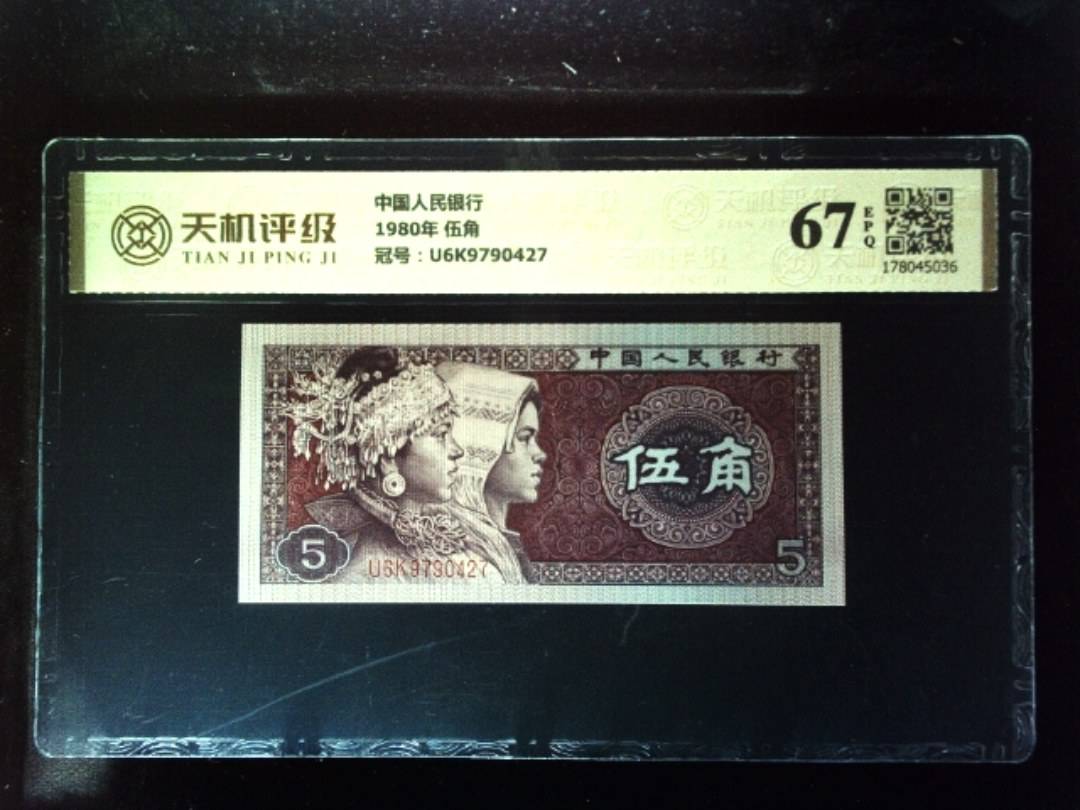 天机评级
TIAN JI PING JI
中国人民银行
1980年 伍角
冠号：U6K9790427
67
EPQ
178045036
中国人民银行
伍角
5
U6K9790427
5